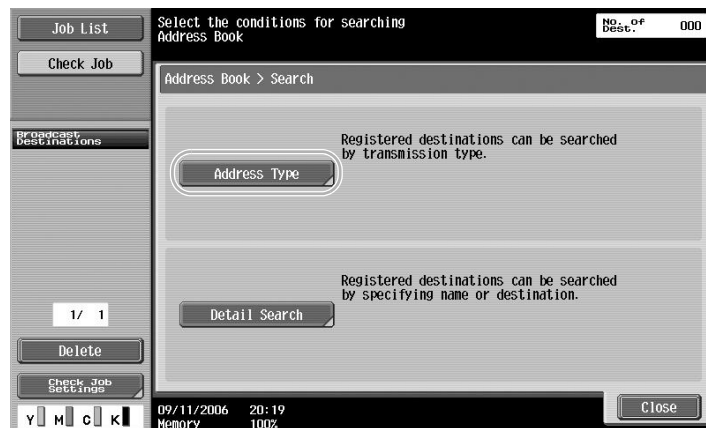 Job List
Check Job
Broadcast
Destinations
1/ 1
Delete
Check Job
Settings
Y M C K
Select the conditions for searching
Address Book
No. of
Dest.
000
Address Book > Search
Registered destinations can be searched
by transmission type.
Address Type
Registered destinations can be searched
by specifying name or destination.
Detail Search
09/11/2006 20:19
Memory 100%
Close